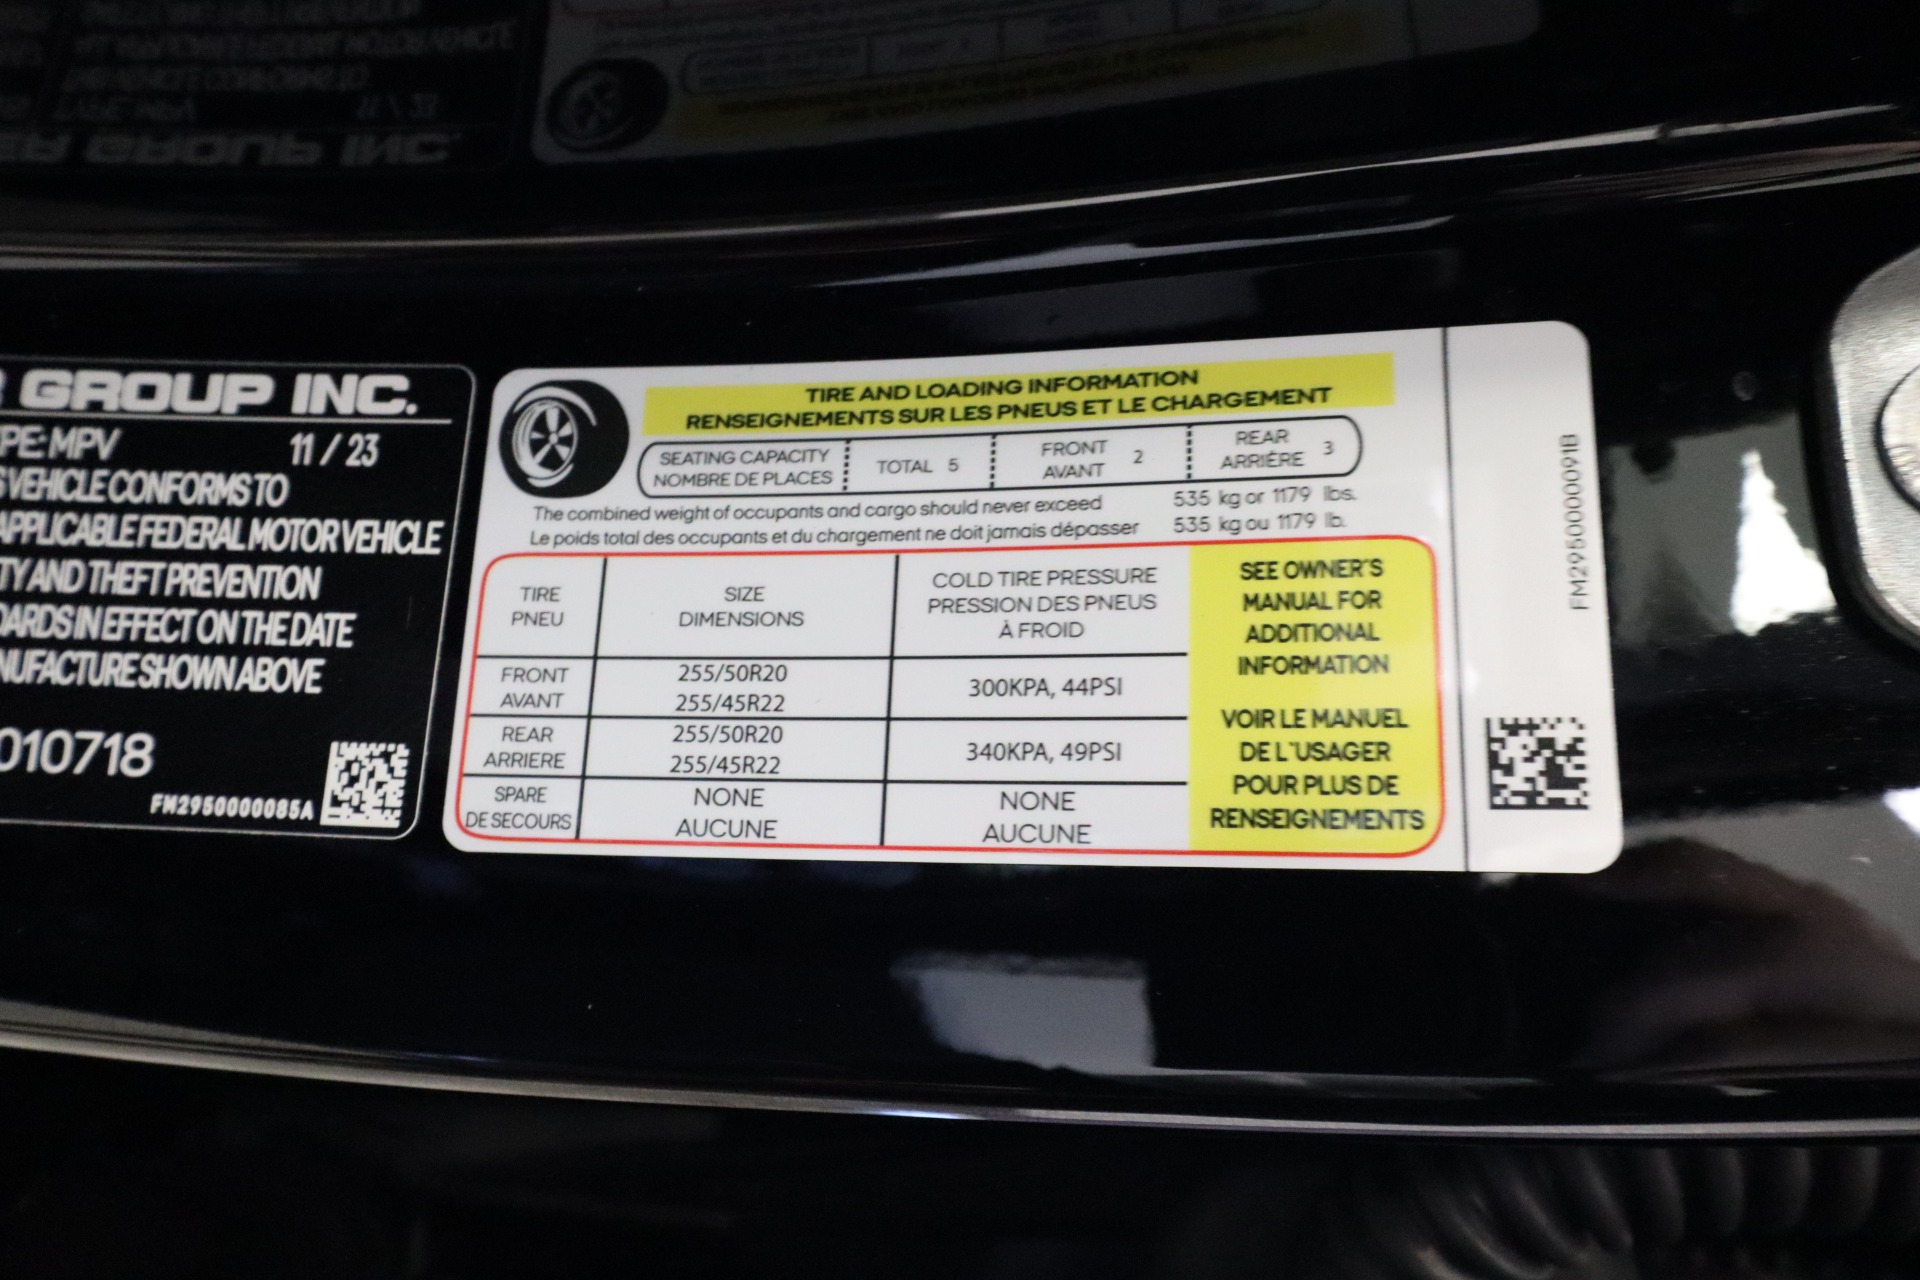 R GROUP INC.
PE: MPV 11 / 23
S VEHICLE CONFORMS TO
APPLICABLE FEDERAL MOTOR VEHICLE
TY AND THEFT PREVENTION
DARDS IN EFFECT ON THE DATE
NUFACTURE SHOWN ABOVE
010718
FM2950000085A
TIRE AND LOADING INFORMATION
RENSEIGNEMENTS SUR LES PNEUS ET LE CHARGEMENT
SEATING CAPACITY
NOMBRE DE PLACES
TOTAL 5
FRONT
AVANT
2
REAR
ARRIÈRE
3
The combined weight of occupants and cargo should never exceed 535 kg or 1179 lbs.
Le poids total des occupants et du chargement ne doit jamais dépasser 535 kg ou 1179 lb.
TIRE
PNEU
SIZE
DIMENSIONS
COLD TIRE PRESSURE
PRESSION DES PNEUS
À FROID
FRONT
AVANT
255/50R20
255/45R22
300KPA, 44PSI
REAR
ARRIERE
255/50R20
255/45R22
340KPA, 49PSI
SPARE
DE SECOURS
NONE
AUCUNE
NONE
AUCUNE
SEE OWNER'S
MANUAL FOR
ADDITIONAL
INFORMATION
VOIR LE MANUEL
DE L'USAGER
POUR PLUS DE
RENSEIGNEMENTS
FM2950000091B